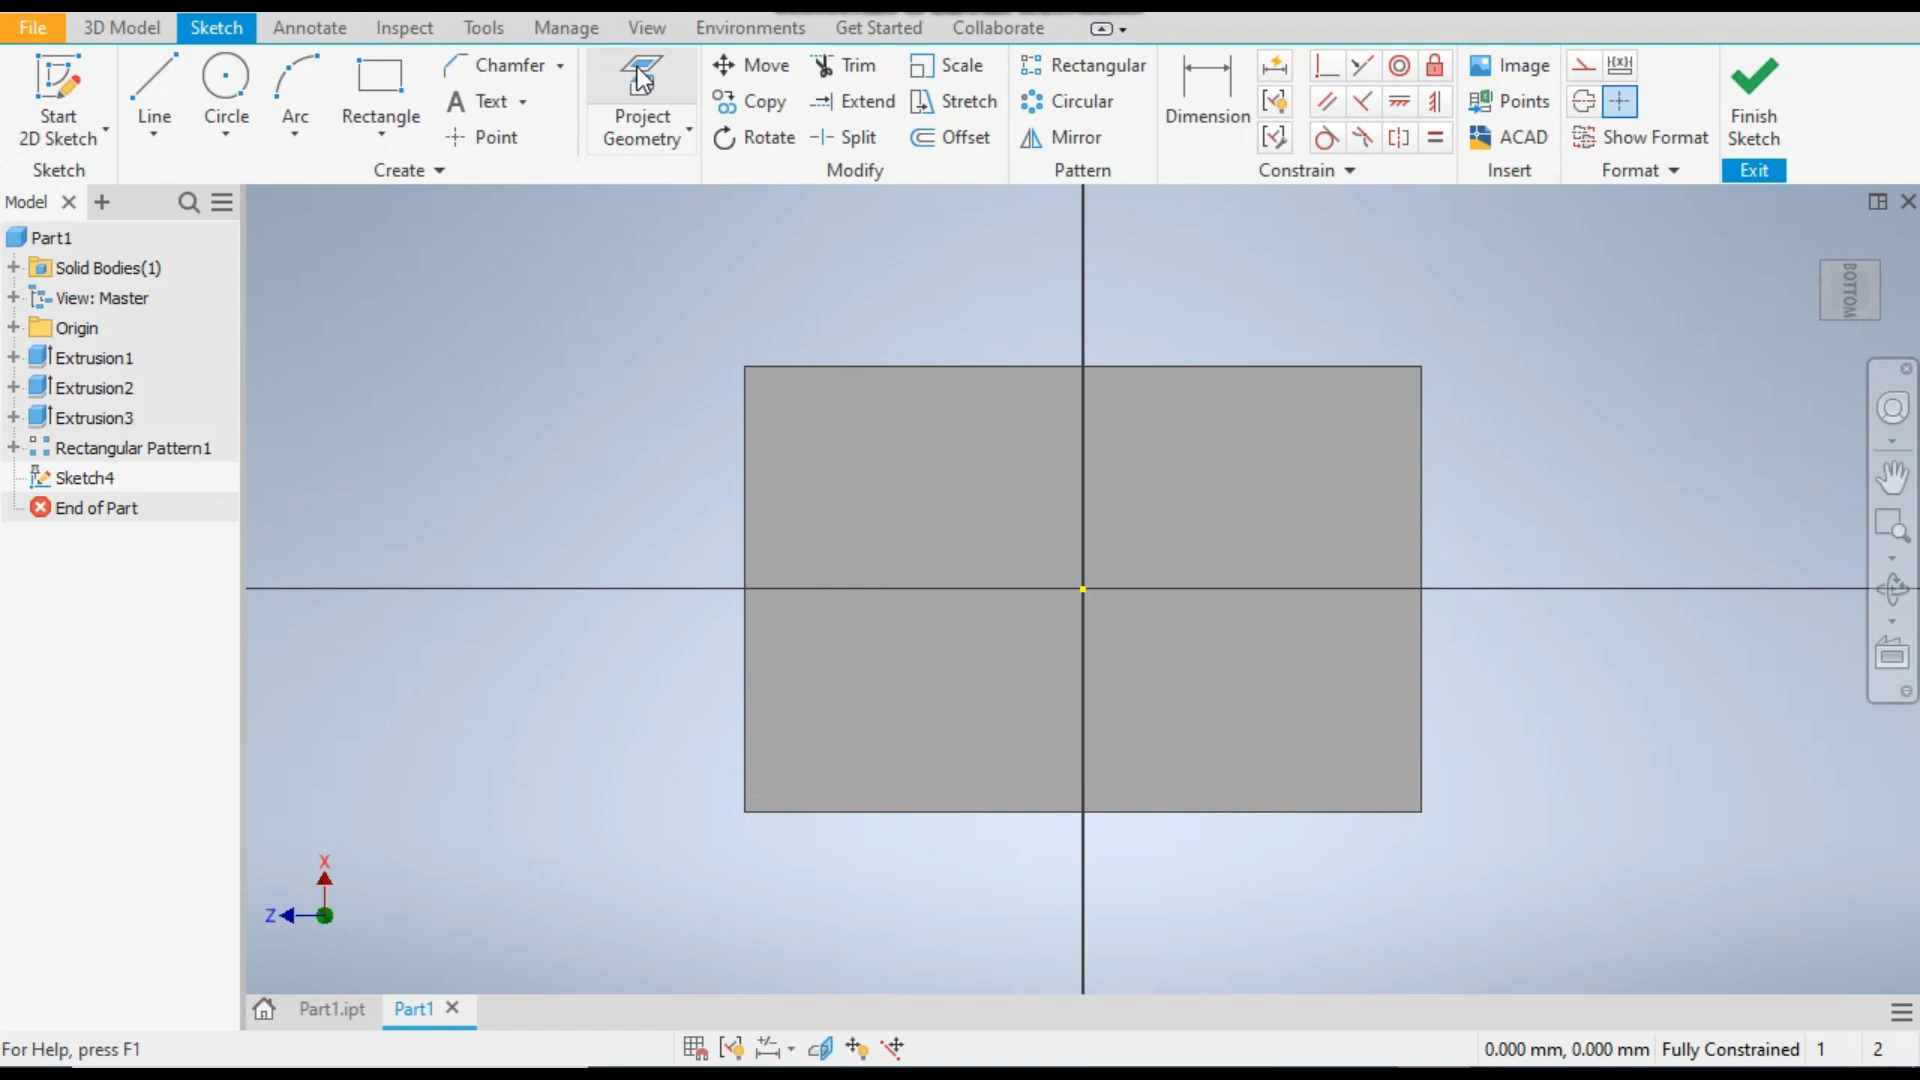 File 3D Model Sketch Annotate Inspect Tools Manage View Environments Get Started Collaborate
Start
2D Sketch
Line
Circle
Arc
Rectangle
Chamfer
Text
Point
Project
Geometry
Move
Copy
Rotate
Trim
Extend
Split
Scale
Stretch
Offset
Rectangular
Circular
Mirror
Dimension
Image
Points
ACAD
Show Format
Finish
Sketch
Sketch Create Modify Pattern Constrain Insert Format Exit
Model
Part1
Solid Bodies(1)
View: Master
Origin
Extrusion1
Extrusion2
Extrusion3
Rectangular Pattern1
Sketch4
End of Part
BOTTOM
X
Z
Part1.ipt Part1
For Help, press F1
0.000 mm, 0.000 mm Fully Constrained 1 2